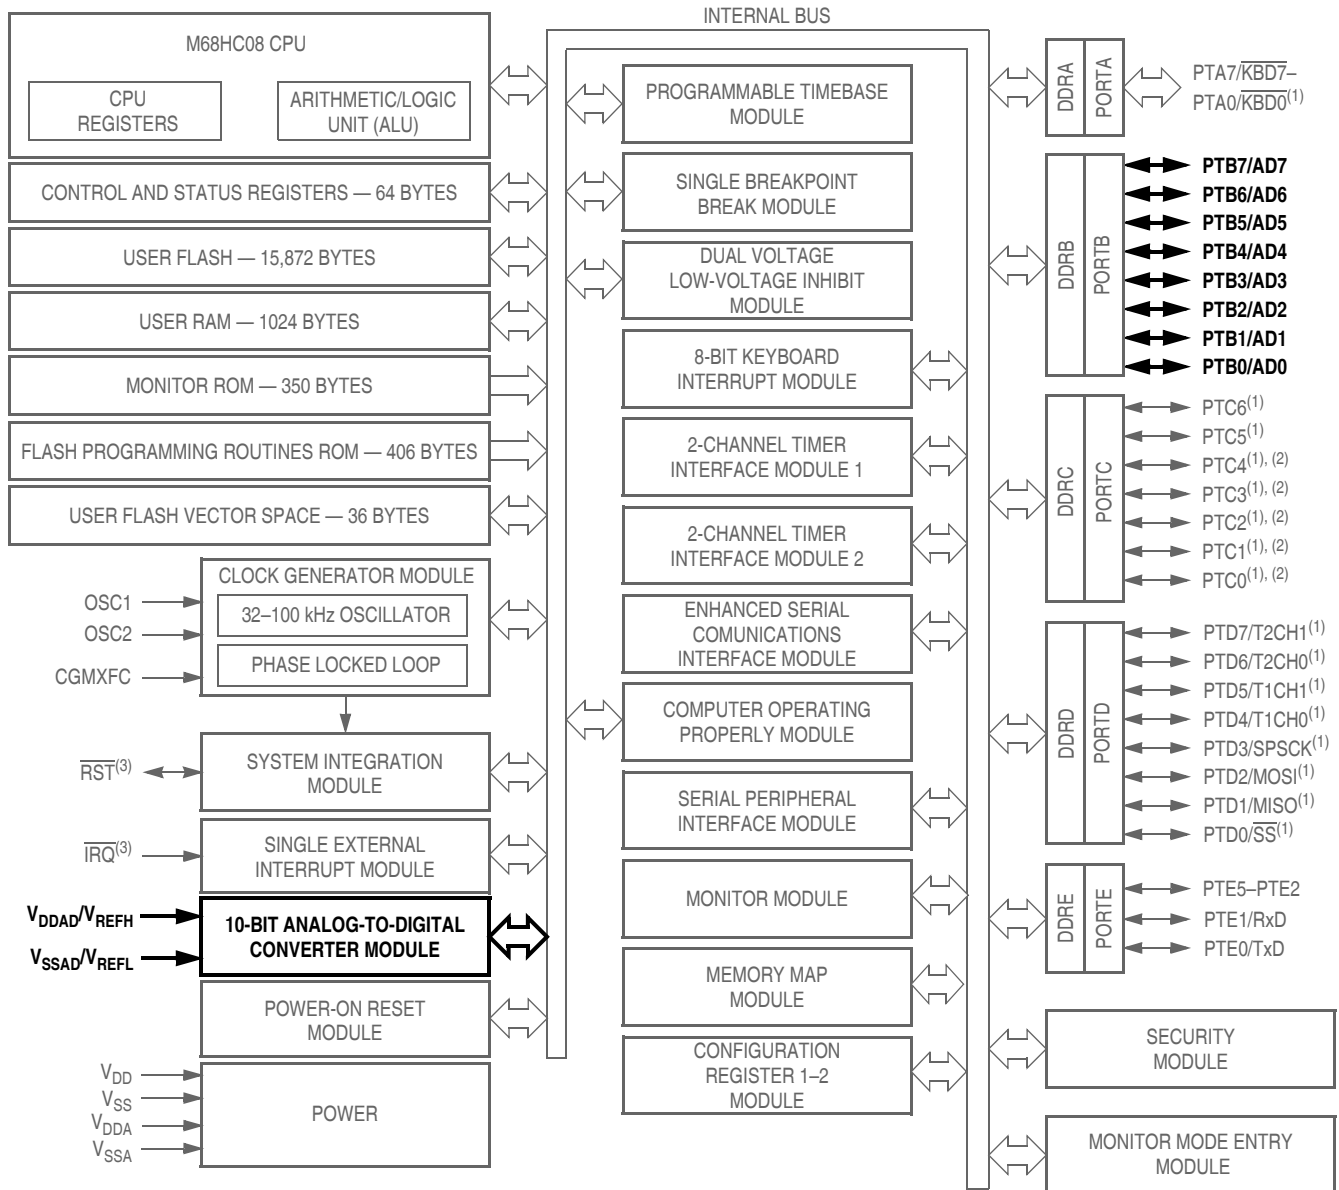 INTERNAL BUS
M68HC08 CPU
CPU
REGISTERS
ARITHMETIC/LOGIC
UNIT (ALU)
CONTROL AND STATUS REGISTERS — 64 BYTES
USER FLASH — 15,872 BYTES
USER RAM — 1024 BYTES
MONITOR ROM — 350 BYTES
FLASH PROGRAMMING ROUTINES ROM — 406 BYTES
USER FLASH VECTOR SPACE — 36 BYTES
CLOCK GENERATOR MODULE
32–100 kHz OSCILLATOR
PHASE LOCKED LOOP
OSC1
OSC2
CGMXFC
SYSTEM INTEGRATION
MODULE
RST(3)
SINGLE EXTERNAL
INTERRUPT MODULE
IRQ(3)
10-BIT ANALOG-TO-DIGITAL
CONVERTER MODULE
VDDAD/VREFH
VSSAD/VREFL
POWER-ON RESET
MODULE
POWER
VDD
VSS
VDDA
VSSA
PROGRAMMABLE TIMEBASE
MODULE
SINGLE BREAKPOINT
BREAK MODULE
DUAL VOLTAGE
LOW-VOLTAGE INHIBIT
MODULE
8-BIT KEYBOARD
INTERRUPT MODULE
2-CHANNEL TIMER
INTERFACE MODULE 1
2-CHANNEL TIMER
INTERFACE MODULE 2
ENHANCED SERIAL
COMUNICATIONS
INTERFACE MODULE
COMPUTER OPERATING
PROPERLY MODULE
SERIAL PERIPHERAL
INTERFACE MODULE
MONITOR MODULE
MEMORY MAP
MODULE
CONFIGURATION
REGISTER 1–2
MODULE
DDRA
PORTA
PTA7/KBD7–
PTA0/KBD0(1)
DDRB
PORTB
PTB7/AD7
PTB6/AD6
PTB5/AD5
PTB4/AD4
PTB3/AD3
PTB2/AD2
PTB1/AD1
PTB0/AD0
DDRC
PORTC
PTC6(1)
PTC5(1)
PTC4(1), (2)
PTC3(1), (2)
PTC2(1), (2)
PTC1(1), (2)
PTC0(1), (2)
DDRD
PORTD
PTD7/T2CH1(1)
PTD6/T2CH0(1)
PTD5/T1CH1(1)
PTD4/T1CH0(1)
PTD3/SPSCK(1)
PTD2/MOSI(1)
PTD1/MISO(1)
PTD0/SS(1)
DDRE
PORTE
PTE5–PTE2
PTE1/RxD
PTE0/TxD
SECURITY
MODULE
MONITOR MODE ENTRY
MODULE